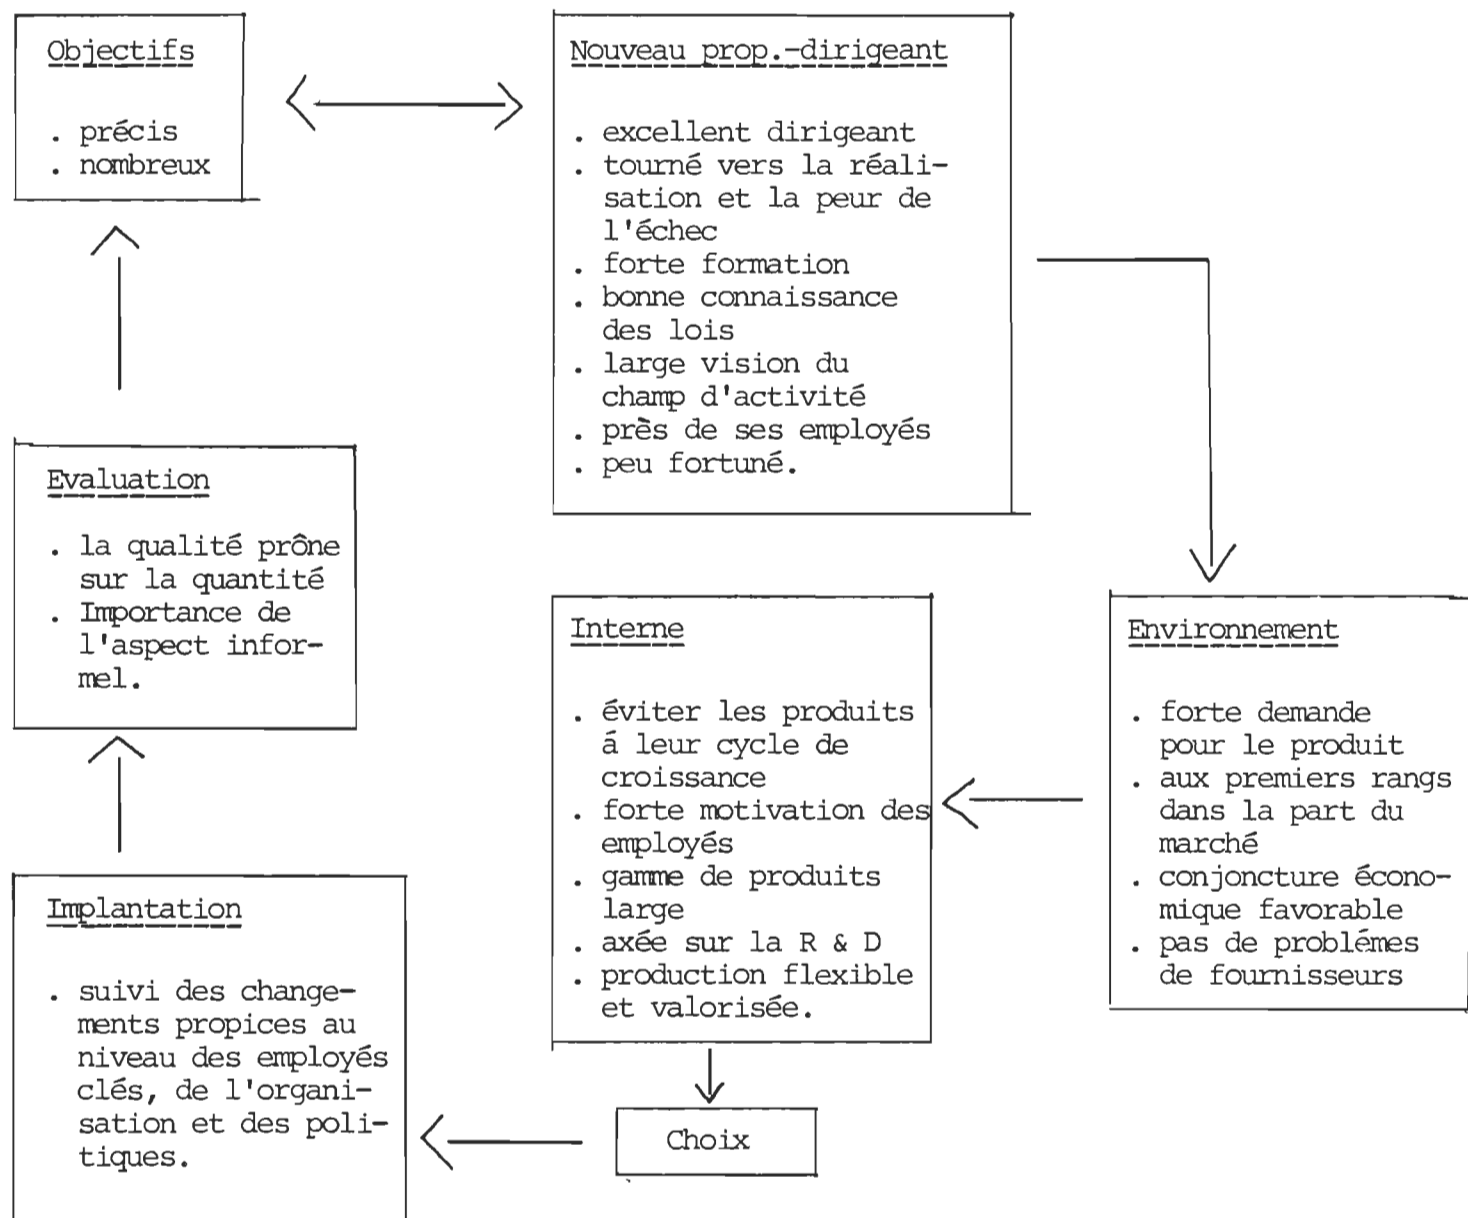 Objectifs
. précis
. nombreux
Nouveau prop.-dirigeant
. excellent dirigeant
. tourné vers la réali-
sation et la peur de
l'échec
. forte formation
. bonne connaissance
des lois
. large vision du
champ d'activité
. près de ses employés
. peu fortuné.
Evaluation
. la qualité prône
sur la quantité
. Importance de
l'aspect infor-
mel.
Interne
. éviter les produits
á leur cycle de
croissance
. forte motivation des
employés
. gamme de produits
large
. axée sur la R & D
. production flexible
et valorisée.
Environnement
. forte demande
pour le produit
. aux premiers rangs
dans la part du
marché
. conjoncture écono-
mique favorable
. pas de problémes
de fournisseurs
Implantation
. suivi des change-
ments propices au
niveau des employés
clés, de l'organi-
sation et des poli-
tiques.
Choix